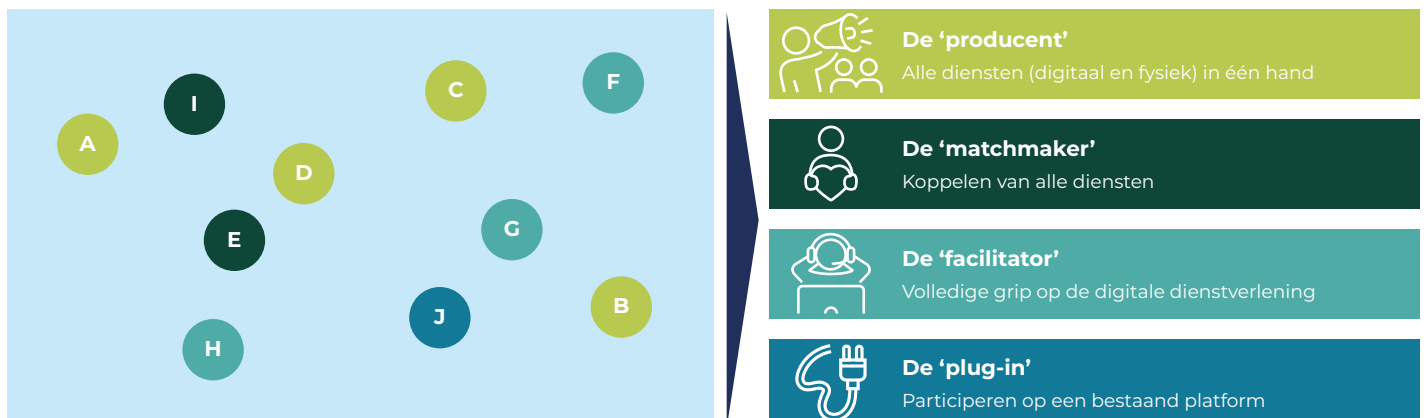 I
C
F
A
D
E
G
J
B
H
De ‘producent’
Alle diensten (digitaal en fysiek) in één hand
De ‘matchmaker’
Koppelen van alle diensten
De ‘facilitator’
Volledige grip op de digitale dienstverlening
De ‘plug-in’
Participeren op een bestaand platform